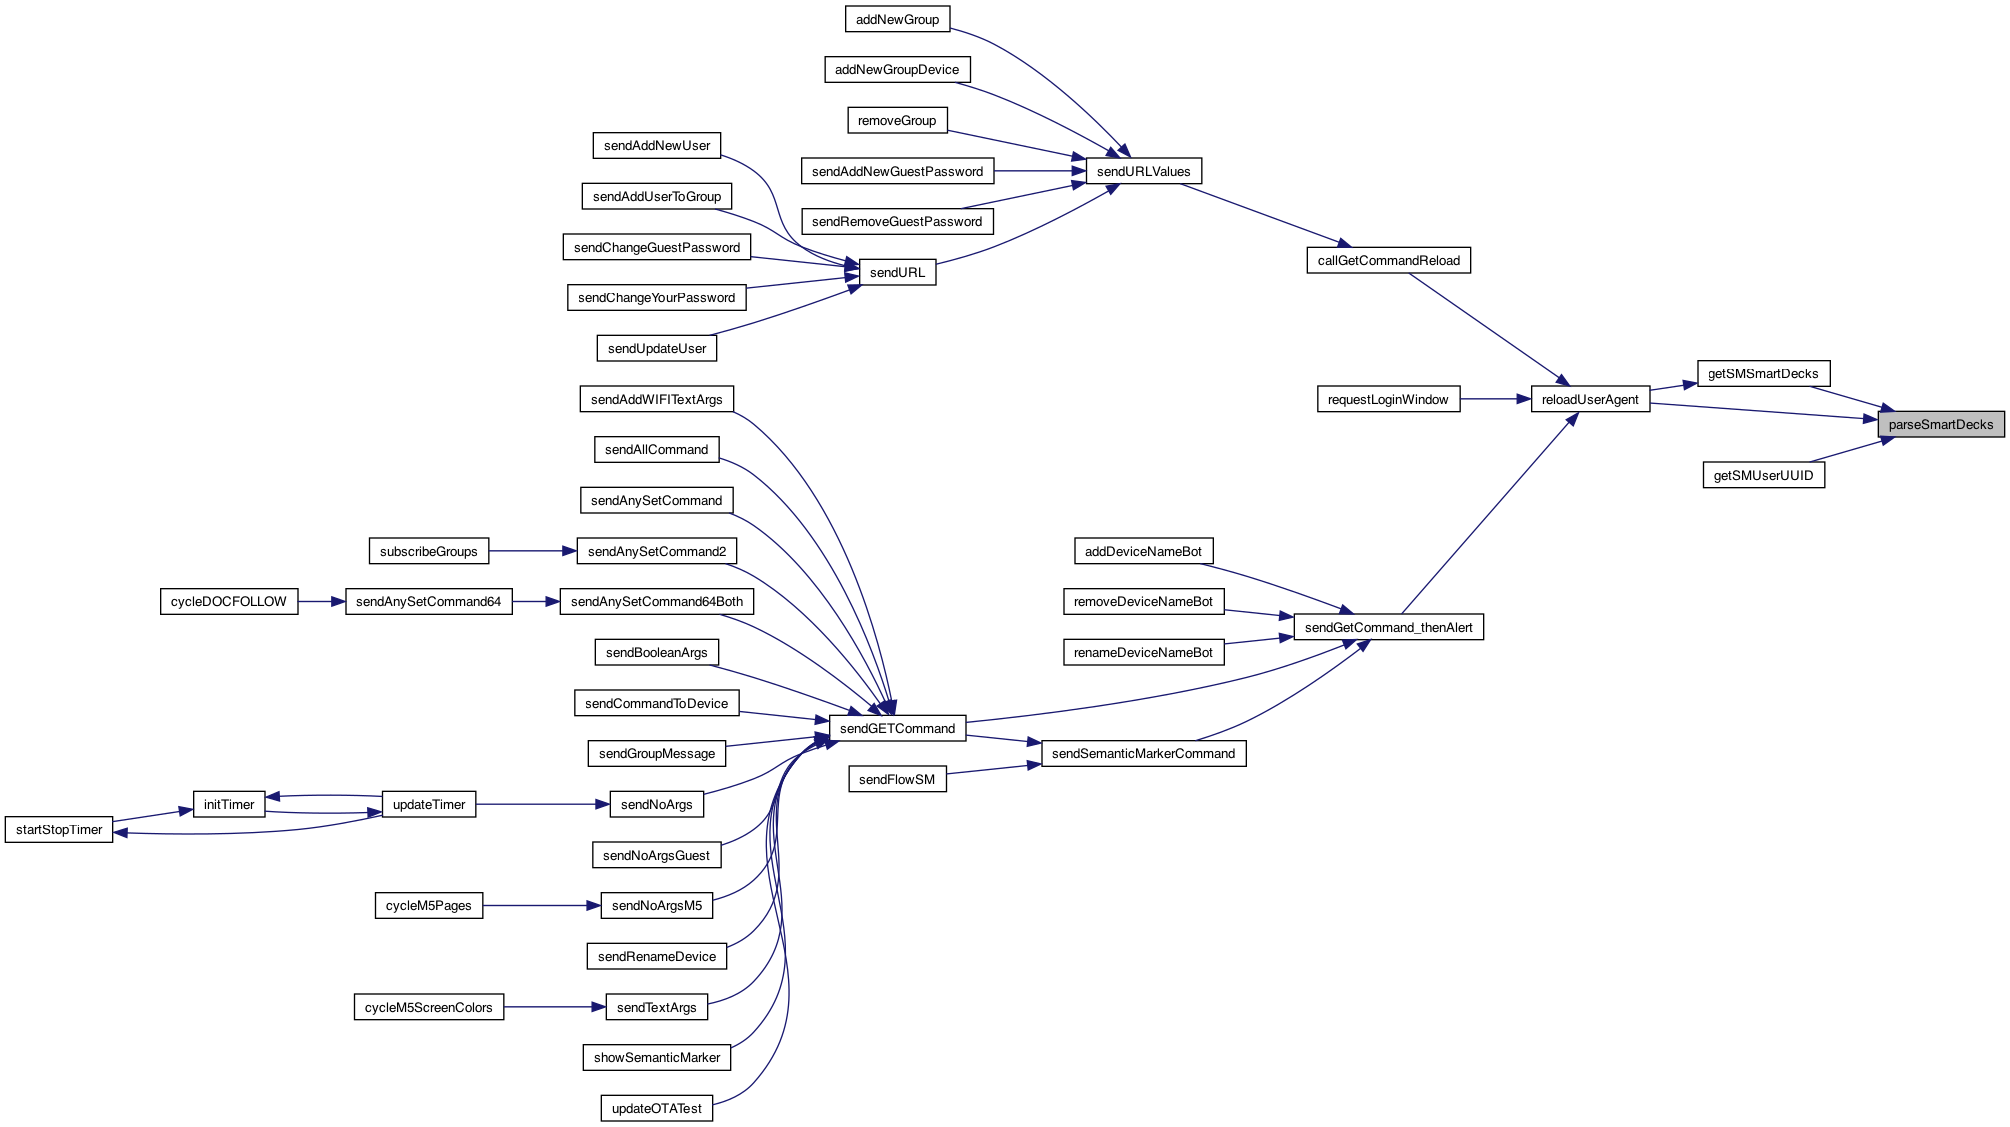 addNewGroup
addNewGroupDevice
removeGroup
sendAddNewUser
sendAddNewGuestPassword
sendURLValues
sendAddUserToGroup
sendRemoveGuestPassword
sendChangeGuestPassword
callGetCommandReload
sendURL
sendChangeYourPassword
sendUpdateUser
getSMSmartDecks
sendAddWIFITextArgs
requestLoginWindow
reloadUserAgent
parseSmartDecks
sendAllCommand
getSMUserUUID
sendAnySetCommand
subscribeGroups
sendAnySetCommand2
addDeviceNameBot
cycleDOCFOLLOW
sendAnySetCommand64
sendAnySetCommand64Both
removeDeviceNameBot
sendGetCommand_thenAlert
sendBooleanArgs
renameDeviceNameBot
sendCommandToDevice
sendGETCommand
sendGroupMessage
sendSemanticMarkerCommand
sendFlowSM
initTimer
updateTimer
sendNoArgs
startStopTimer
sendNoArgsGuest
cycleM5Pages
sendNoArgsM5
sendRenameDevice
cycleM5ScreenColors
sendTextArgs
showSemanticMarker
updateOTATest